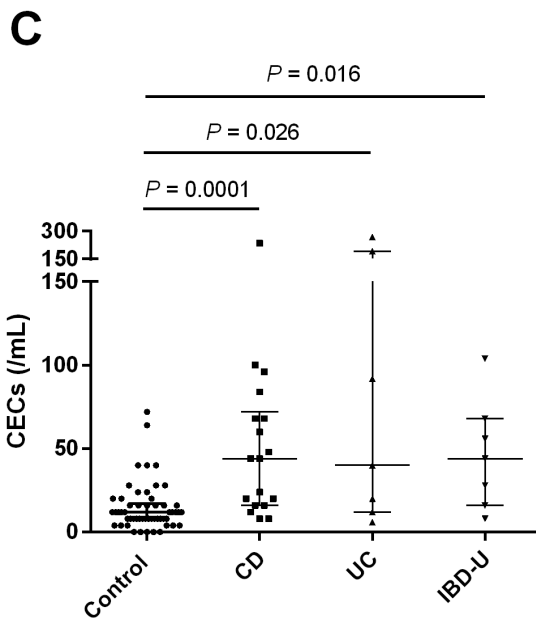 C
P = 0.016
P = 0.026
P = 0.0001
300
150
150
100
50
0
CECs (/mL)
Control
CD
UC
IBD-U